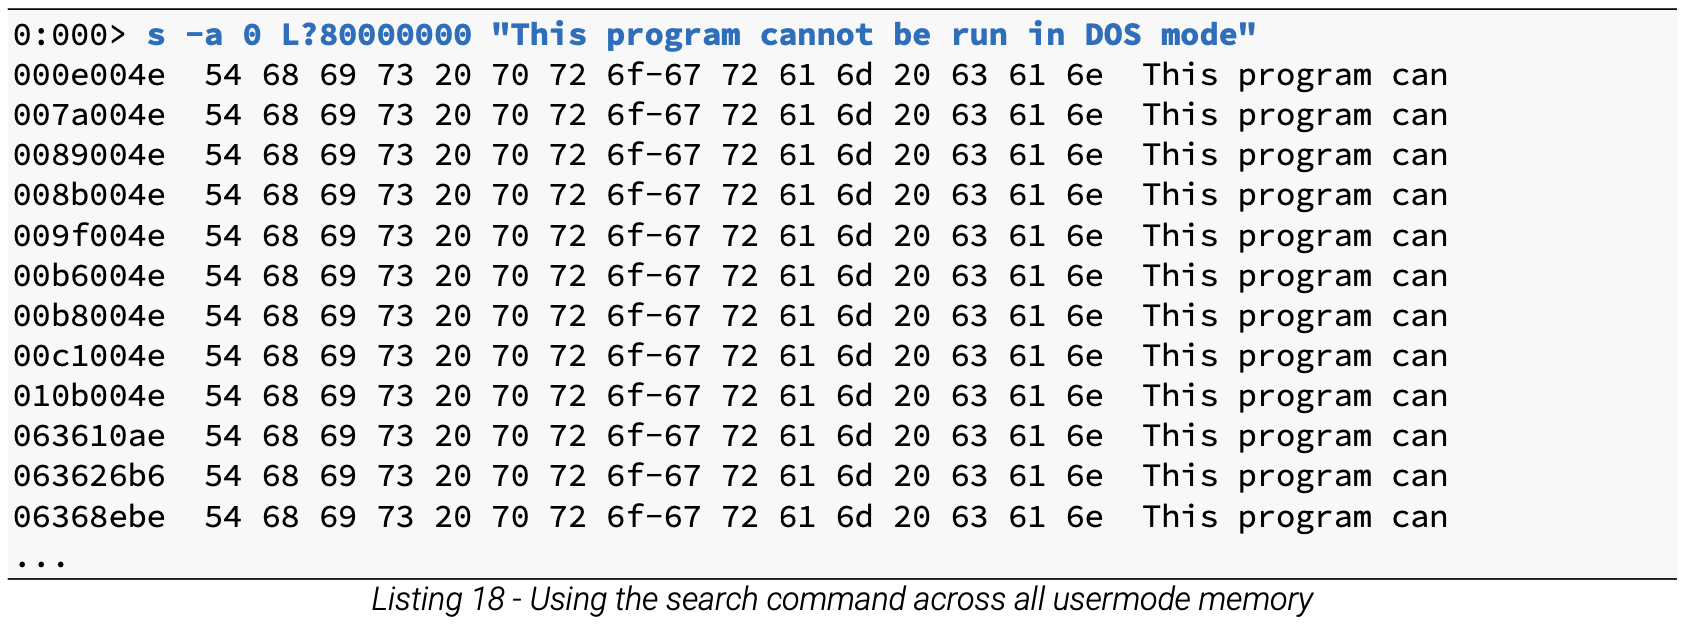 0:000> s -a 0 L?80000000 "This program cannot be run in DOS mode"
000e004e  54 68 69 73 20 70 72 6f-67 72 61 6d 20 63 61 6e  This program can
007a004e  54 68 69 73 20 70 72 6f-67 72 61 6d 20 63 61 6e  This program can
0089004e  54 68 69 73 20 70 72 6f-67 72 61 6d 20 63 61 6e  This program can
008b004e  54 68 69 73 20 70 72 6f-67 72 61 6d 20 63 61 6e  This program can
009f004e  54 68 69 73 20 70 72 6f-67 72 61 6d 20 63 61 6e  This program can
00b6004e  54 68 69 73 20 70 72 6f-67 72 61 6d 20 63 61 6e  This program can
00b8004e  54 68 69 73 20 70 72 6f-67 72 61 6d 20 63 61 6e  This program can
00c1004e  54 68 69 73 20 70 72 6f-67 72 61 6d 20 63 61 6e  This program can
010b004e  54 68 69 73 20 70 72 6f-67 72 61 6d 20 63 61 6e  This program can
063610ae  54 68 69 73 20 70 72 6f-67 72 61 6d 20 63 61 6e  This program can
063626b6  54 68 69 73 20 70 72 6f-67 72 61 6d 20 63 61 6e  This program can
06368ebe  54 68 69 73 20 70 72 6f-67 72 61 6d 20 63 61 6e  This program can
...
Listing 18 - Using the search command across all usermode memory